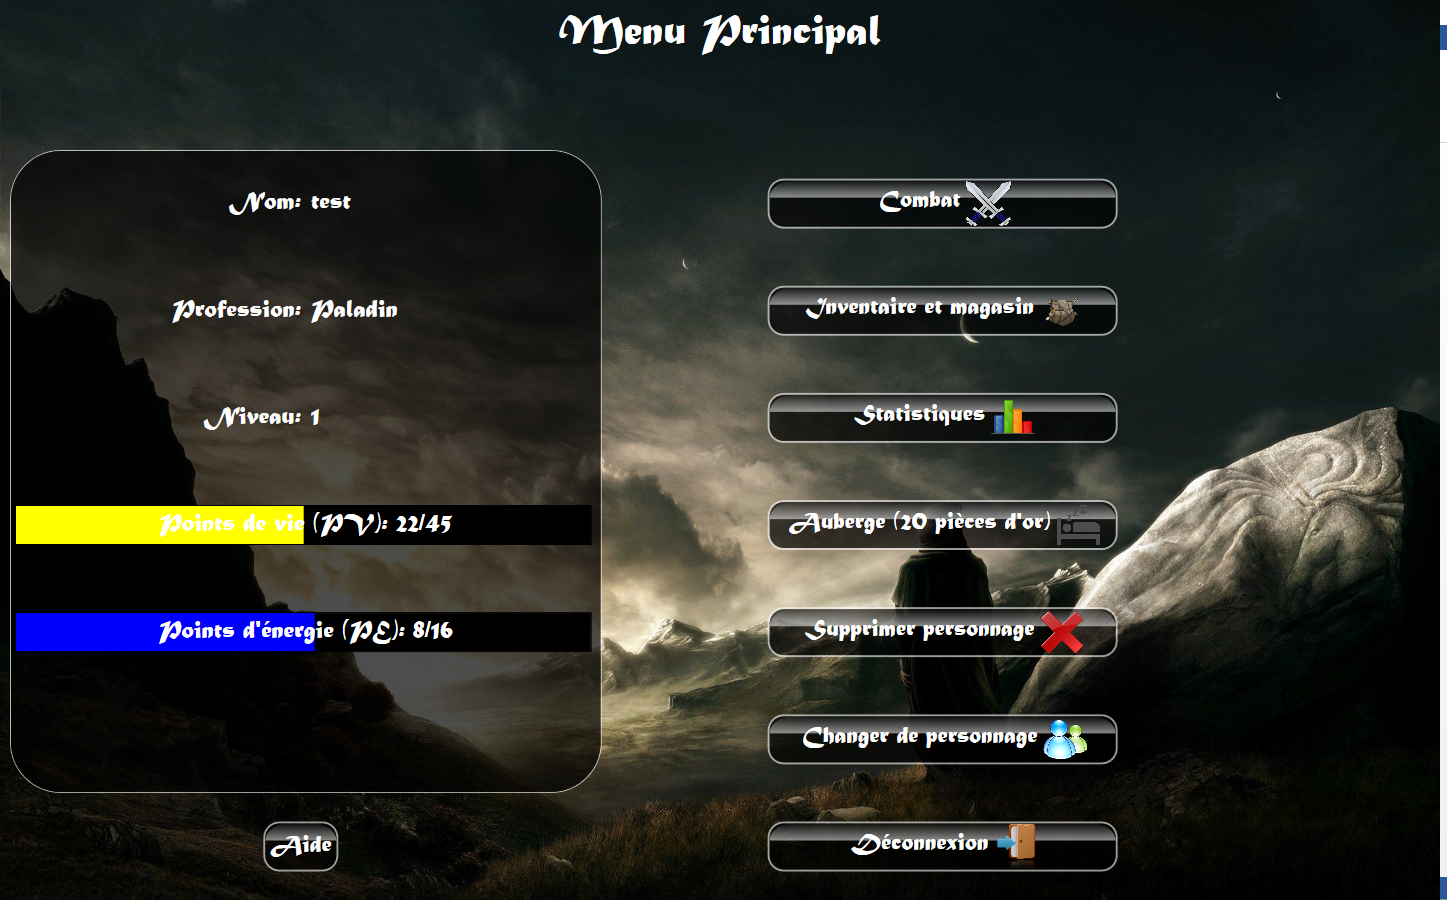 Menu Principal
Nom: test
Profession: Paladin
Niveau: 1
Points de vie (PV): 22/45
Points d'énergie (PE): 8/16
Aide
Combat
Inventaire et magasin
Statistiques
Auberge (20 pièces d'or)
Supprimer personnage
Changer de personnage
Déconnexion